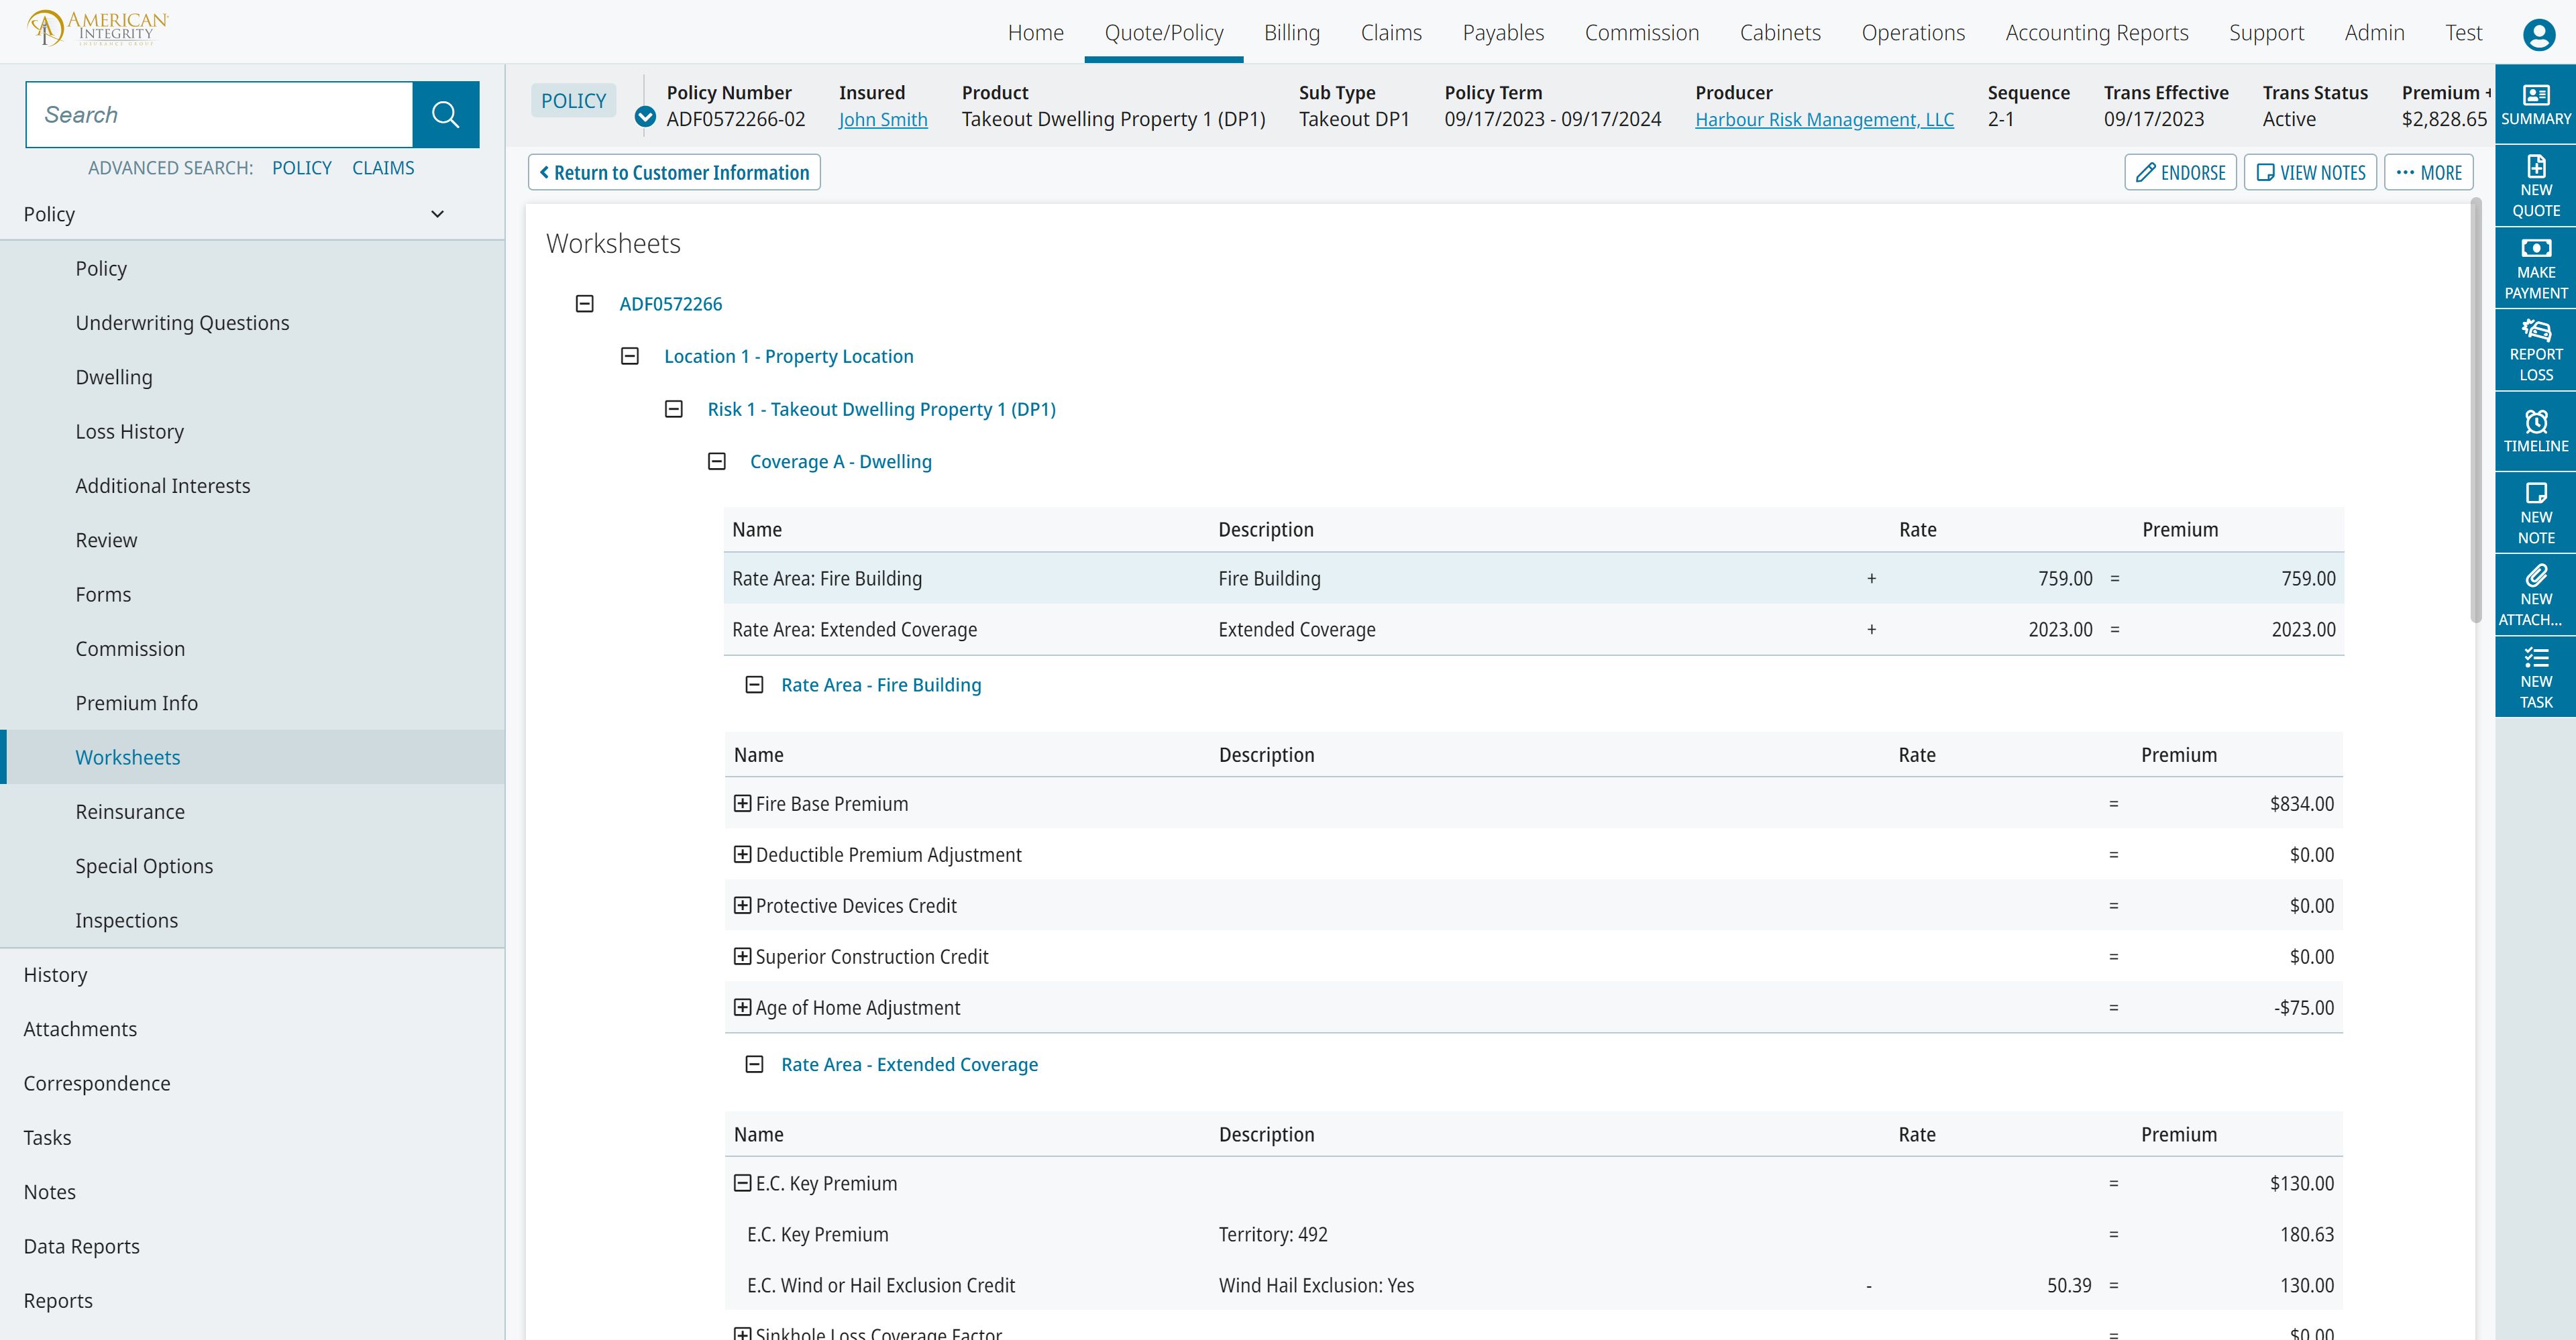 AMERICAN INTEGRITY
INSURANCE GROUP
Home Quote/Policy Billing Claims Payables Commission Cabinets Operations Accounting Reports Support Admin Test
Search
ADVANCED SEARCH: POLICY CLAIMS
Policy
Policy
Underwriting Questions
Dwelling
Loss History
Additional Interests
Review
Forms
Commission
Premium Info
Worksheets
Reinsurance
Special Options
Inspections
History
Attachments
Correspondence
Tasks
Notes
Data Reports
Reports
POLICY
Policy Number Insured Product Sub Type Policy Term Producer Sequence Trans Effective Trans Status Premium +
ADF0572266-02 John Smith Takeout Dwelling Property 1 (DP1) Takeout DP1 09/17/2023 - 09/17/2024 Harbour Risk Management, LLC 2-1 09/17/2023 Active $2,828.65
Return to Customer Information
ENDORSE VIEW NOTES ••• MORE
Worksheets
ADF0572266
Location 1 - Property Location
Risk 1 - Takeout Dwelling Property 1 (DP1)
Coverage A - Dwelling
Name Description Rate Premium
Rate Area: Fire Building Fire Building + 759.00 = 759.00
Rate Area: Extended Coverage Extended Coverage + 2023.00 = 2023.00
Rate Area - Fire Building
Name Description Rate Premium
Fire Base Premium = $834.00
Deductible Premium Adjustment = $0.00
Protective Devices Credit = $0.00
Superior Construction Credit = $0.00
Age of Home Adjustment = -$75.00
Rate Area - Extended Coverage
Name Description Rate Premium
E.C. Key Premium = $130.00
E.C. Key Premium Territory: 492 = 180.63
E.C. Wind or Hail Exclusion Credit Wind Hail Exclusion: Yes - 50.39 = 130.00
Sinkhole Loss Coverage Factor = $0.00
SUMMARY
NEW
QUOTE
MAKE
PAYMENT
REPORT
LOSS
TIMELINE
NEW
NOTE
NEW
ATTACH...
NEW
TASK